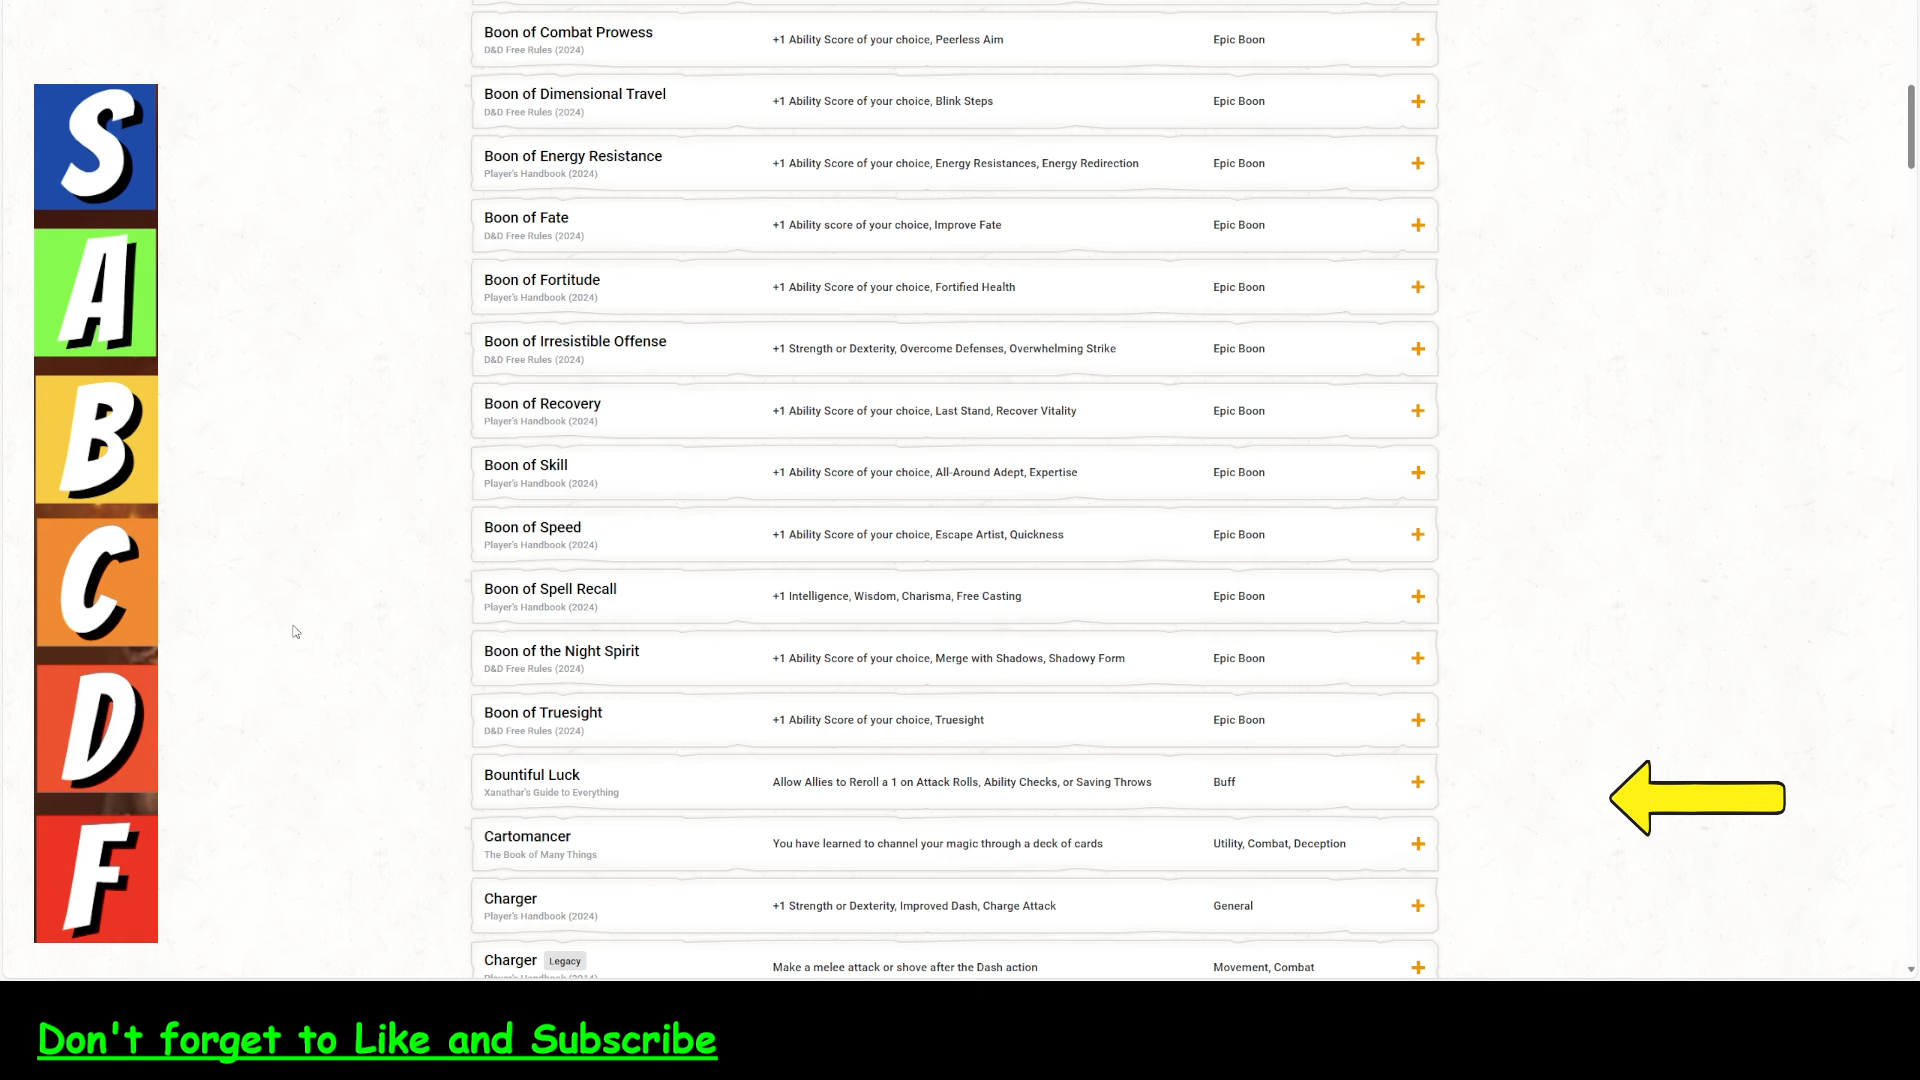 S
A
B
C
D
F
Boon of Combat Prowess
D&D Free Rules (2024)
+1 Ability Score of your choice, Peerless Aim
Epic Boon
Boon of Dimensional Travel
D&D Free Rules (2024)
+1 Ability Score of your choice, Blink Steps
Epic Boon
Boon of Energy Resistance
Player's Handbook (2024)
+1 Ability Score of your choice, Energy Resistances, Energy Redirection
Epic Boon
Boon of Fate
D&D Free Rules (2024)
+1 Ability score of your choice, Improve Fate
Epic Boon
Boon of Fortitude
Player's Handbook (2024)
+1 Ability Score of your choice, Fortified Health
Epic Boon
Boon of Irresistible Offense
D&D Free Rules (2024)
+1 Strength or Dexterity, Overcome Defenses, Overwhelming Strike
Epic Boon
Boon of Recovery
Player's Handbook (2024)
+1 Ability Score of your choice, Last Stand, Recover Vitality
Epic Boon
Boon of Skill
Player's Handbook (2024)
+1 Ability Score of your choice, All-Around Adept, Expertise
Epic Boon
Boon of Speed
Player's Handbook (2024)
+1 Ability Score of your choice, Escape Artist, Quickness
Epic Boon
Boon of Spell Recall
Player's Handbook (2024)
+1 Intelligence, Wisdom, Charisma, Free Casting
Epic Boon
Boon of the Night Spirit
D&D Free Rules (2024)
+1 Ability Score of your choice, Merge with Shadows, Shadowy Form
Epic Boon
Boon of Truesight
D&D Free Rules (2024)
+1 Ability Score of your choice, Truesight
Epic Boon
Bountiful Luck
Xanathar's Guide to Everything
Allow Allies to Reroll a 1 on Attack Rolls, Ability Checks, or Saving Throws
Buff
Cartomancer
The Book of Many Things
You have learned to channel your magic through a deck of cards
Utility, Combat, Deception
Charger
Player's Handbook (2024)
+1 Strength or Dexterity, Improved Dash, Charge Attack
General
Charger Legacy
Player's Handbook (2014)
Make a melee attack or shove after the Dash action
Movement, Combat
Don't forget to Like and Subscribe